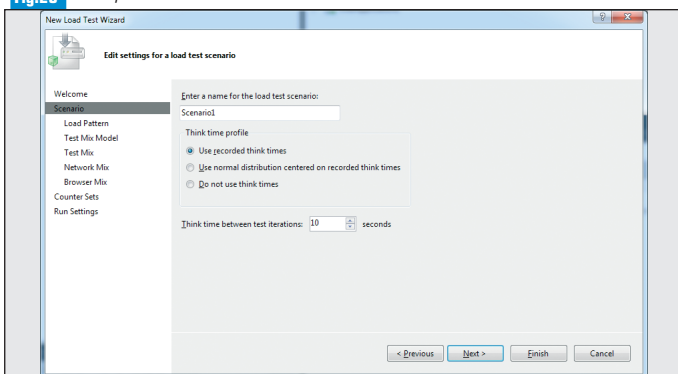 Fig.20
New Load Test Wizard
Edit settings for a load test scenario
Welcome
Scenario
Load Pattern
Test Mix Model
Test Mix
Network Mix
Browser Mix
Counter Sets
Run Settings
Enter a name for the load test scenario:
Scenario1
Think time profile
Use recorded think times
Use normal distribution centered on recorded think times
Do not use think times
Think time between test iterations: 10 seconds
< Previous Next > Finish Cancel